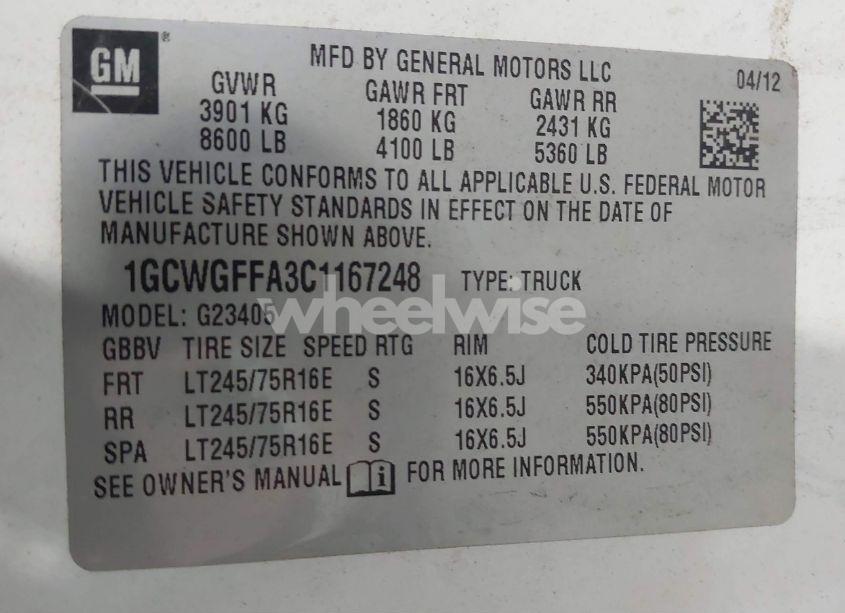 GM®
MFD BY GENERAL MOTORS LLC
04/12
GVWR GAWR FRT GAWR RR
3901 KG 1860 KG 2431 KG
8600 LB 4100 LB 5360 LB
THIS VEHICLE CONFORMS TO ALL APPLICABLE U.S. FEDERAL MOTOR
VEHICLE SAFETY STANDARDS IN EFFECT ON THE DATE OF
MANUFACTURE SHOWN ABOVE.
1GCWGFFA3C1167248 TYPE: TRUCK
wheelwise
MODEL: G23405
GBBV TIRE SIZE SPEED RTG RIM COLD TIRE PRESSURE
FRT LT245/75R16E S 16X6.5J 340KPA(50PSI)
RR LT245/75R16E S 16X6.5J 550KPA(80PSI)
SPA LT245/75R16E S 16X6.5J 550KPA(80PSI)
SEE OWNER'S MANUAL i FOR MORE INFORMATION.